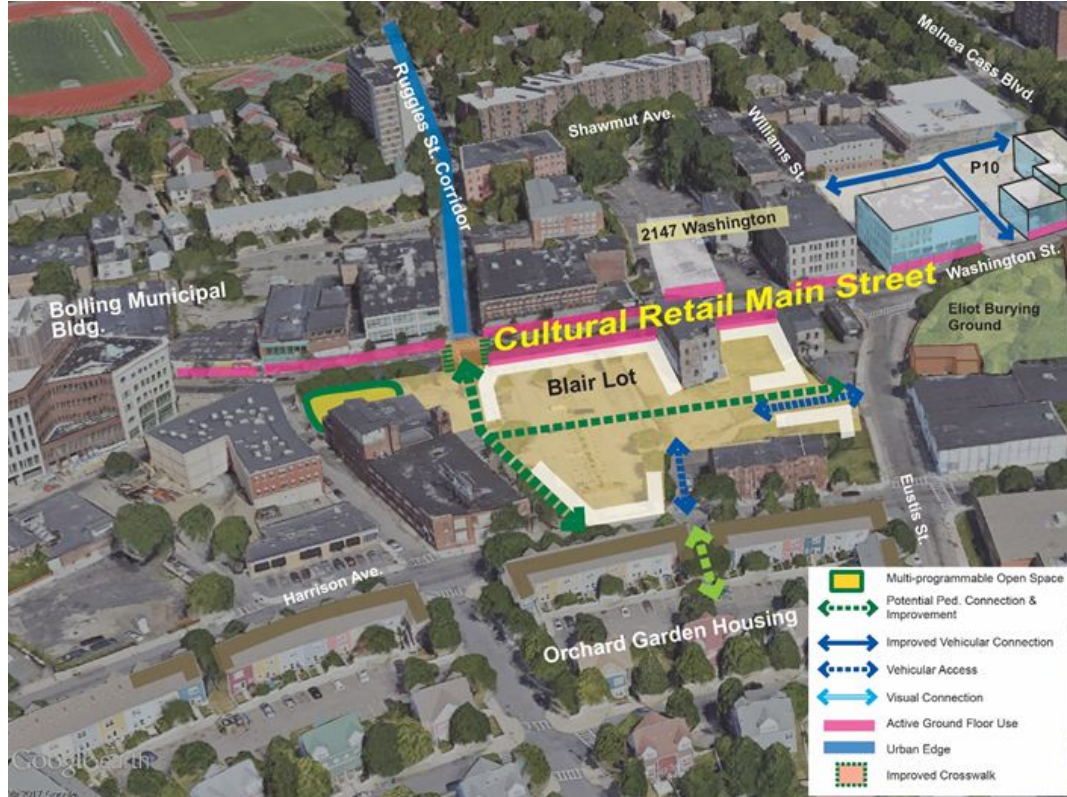 Melnea Cass Blvd.
Ruggles St. Corridor
Shawmut Ave.
Williams St.
P10
2147 Washington
Washington St.
Bolling Municipal
Bldg.
Cultural Retail Main Street
Eliot Burying
Ground
Blair Lot
Eustis St.
Harrison Ave.
Orchard Garden Housing
Multi-programmable Open Space
Potential Ped. Connection &
Improvement
Improved Vehicular Connection
Vehicular Access
Visual Connection
Active Ground Floor Use
Urban Edge
Improved Crosswalk
Google earth
© 2017 Google